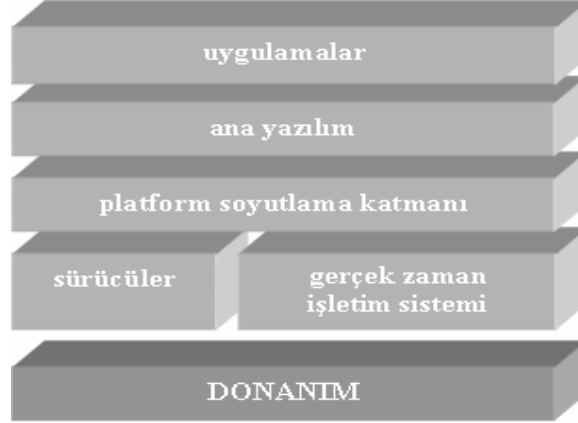 uygulamalar
ana yazılım
platform soyutlama katmanı
sürücüler
gerçek zaman
işletim sistemi
DONANIM